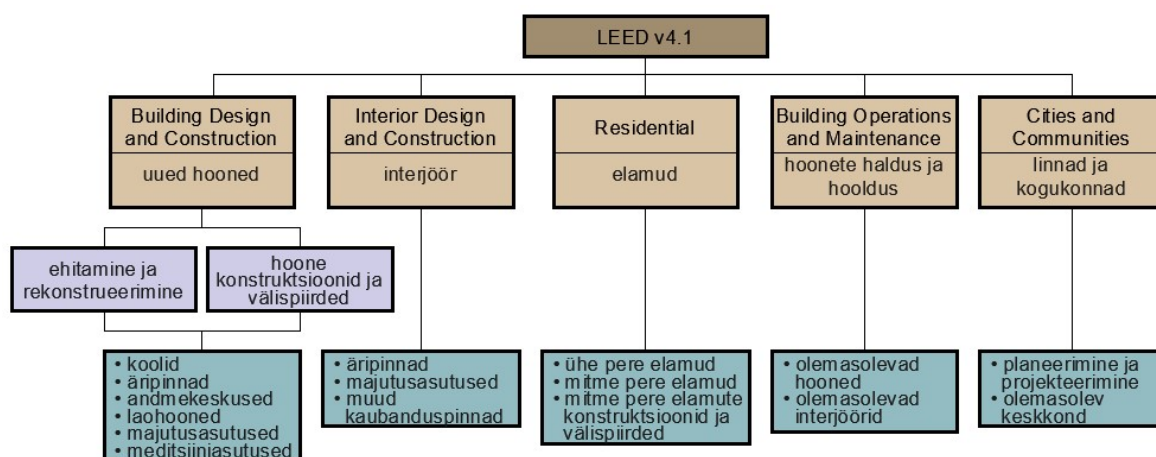 LEED v4.1
Building Design
and Construction
uued hooned
Interior Design
and Construction
interjöör
Residential
elamud
Building Operations
and Maintenance
hoonete haldus ja
hooldus
Cities and
Communities
linnad ja
kogukonnad
ehitamine ja
rekonstrueerimine
hoone
konstruktsioonid ja
välispiirded
• koolid
• äripinnad
• andmekeskused
• laohooned
• majutusasutused
• meditsiiniasutused
• äripinnad
• majutusasutused
• muud
kaubanduspinnad
• ühe pere elamud
• mitme pere elamud
• mitme pere elamute
konstruktsioonid ja
välispiirded
• olemasolevad
hooned
• olemasolevad
interjöörid
• planeerimine ja
projekteerimine
• olemasolev
keskkond